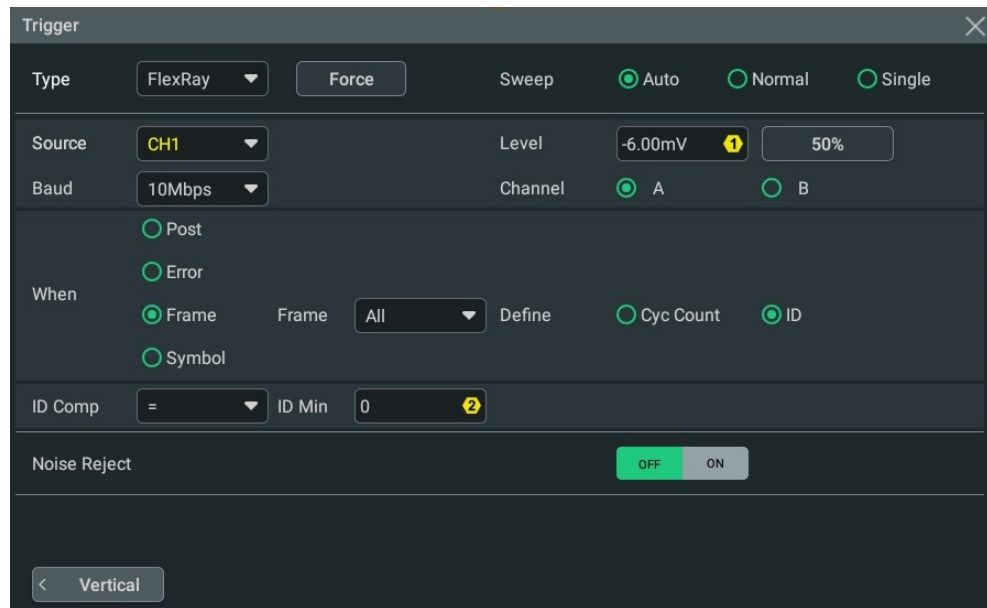 Trigger
Type FlexRay Force Sweep Auto Normal Single
Source CH1 Level -6.00mV 1 50%
Baud 10Mbps Channel A B
Post
Error
When
Frame Frame All Define Cyc Count ID
Symbol
ID Comp = ID Min 0 2
Noise Reject OFF ON
< Vertical